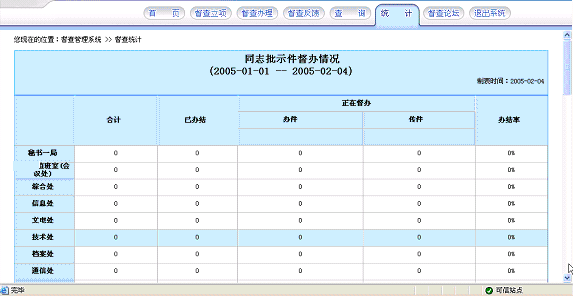 首 页 督查立项 督查办理 督查反馈 查 询 统 计 督查论坛 退出系统
您现在的位置：督查管理系统 >> 督查统计
同志批示件督办情况
(2005-01-01 -- 2005-02-04)
制表时间：2005-02-04
合计 已办结 正在督办 办结率
办件 传件
秘书一局 0 0 0 0 0%
值班室(会议处) 0 0 0 0 0%
综合处 0 0 0 0 0%
信息处 0 0 0 0 0%
文电处 0 0 0 0 0%
技术处 0 0 0 0 0%
档案处 0 0 0 0 0%
通信处 0 0 0 0 0%
完毕 可信站点